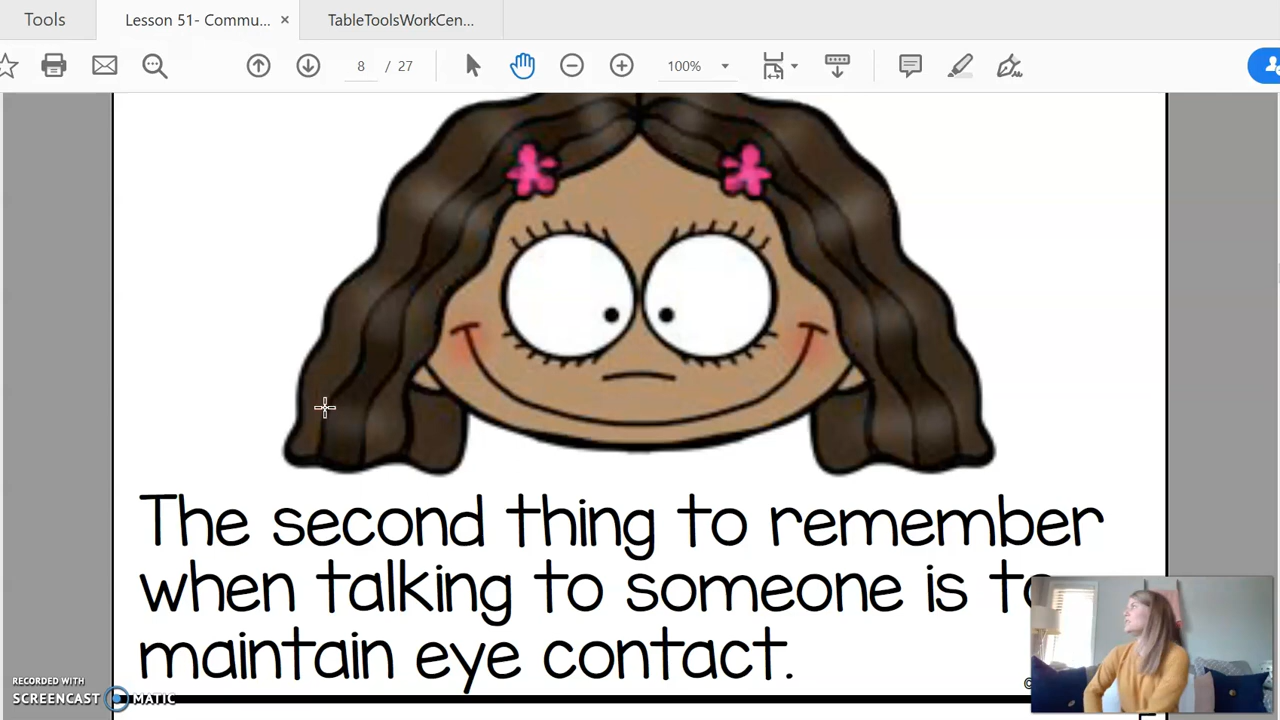 Tools
Lesson 51- Commu... ×
TableToolsWorkCen...
8 / 27
100%
The second thing to remember
when talking to someone is to
maintain eye contact.
©
RECORDED WITH
SCREENCAST MATIC